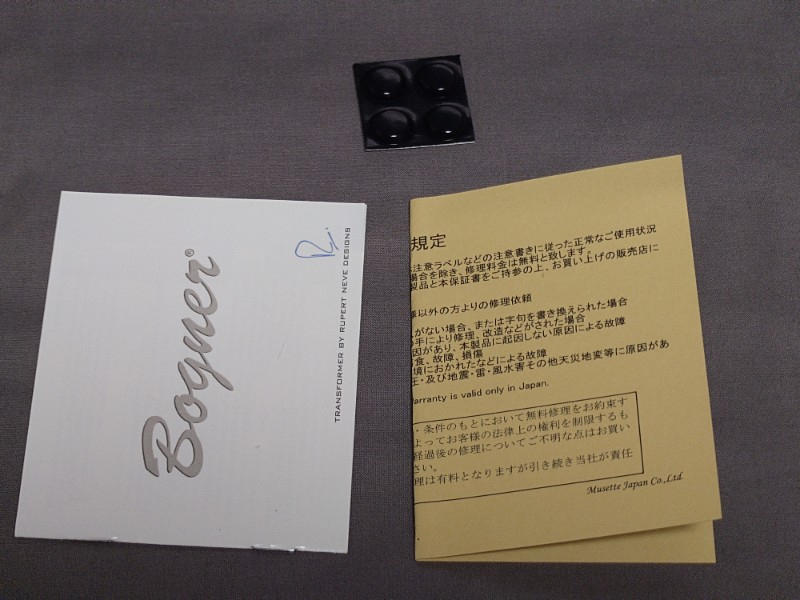 Bogner®
TRANSFORMER BY RUPERT NEVE DESIGNS
規定
注意ラベルなどの注意書きに従った正常なご使用状況
場合を除き、修理料金は無料と致します。
製品と本保証書をご持参の上、お買い上げの販売店に
様以外の方よりの修理依頼
がない場合、または字句を書き換えられた場合
手により修理、改造などがされた場合
因があり、本製品に起因しない原因による故障
食、故障、損傷
境におかれたなどによる故障
圧・及び地震・雷・風水害その他天災地変等に原因があ
arranty is valid only in Japan.
・条件のもとにおいて無料修理をお約束す
よってお客様の法律上の権利を制限するも
経過後の修理についてご不明な点はお買い
さい。
理は有料となりますが引き続き当社が責任
Musette Japan Co.,Ltd.